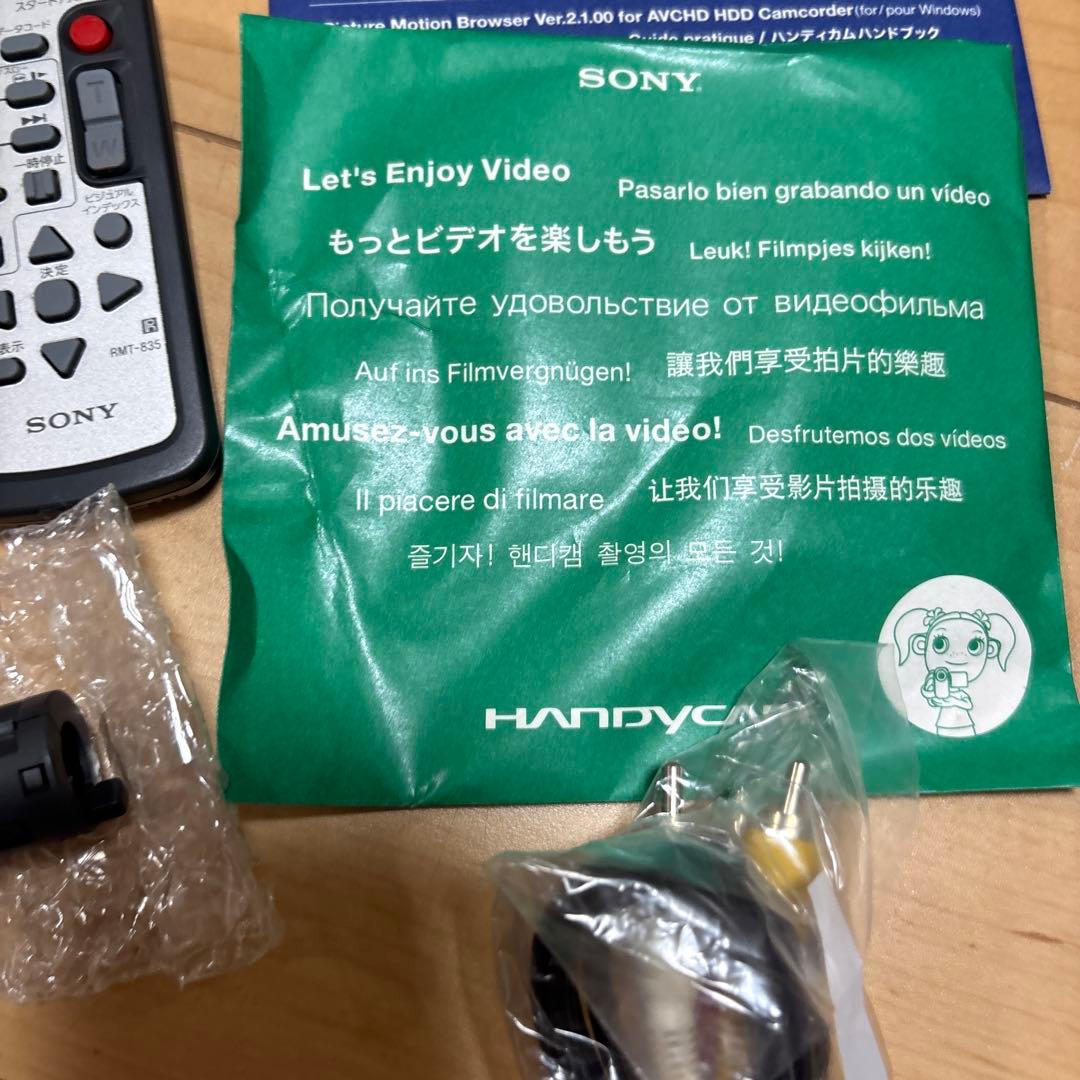 Picture Motion Browser Ver.2.1.00 for AVCHD HDD Camcorder (for/pour Windows)
Guide pratique / ハンディカムハンドブック
データコード
T
W
一時停止
ビジュアル
インデックス
決定
表示
RMT-835
SONY
SONY
Let's Enjoy Video
Pasarlo bien grabando un vídeo
もっとビデオを楽しもう
Leuk! Filmpjes kijken!
Получайте удовольствие от видеофильма
Auf ins Filmvergnügen!
讓我們享受拍片的樂趣
Amusez-vous avec la vidéo!
Desfrutemos dos vídeos
Il piacere di filmare
让我们享受影片拍摄的乐趣
즐기자! 핸디캠 촬영의 모든 것!
HANDYCAM